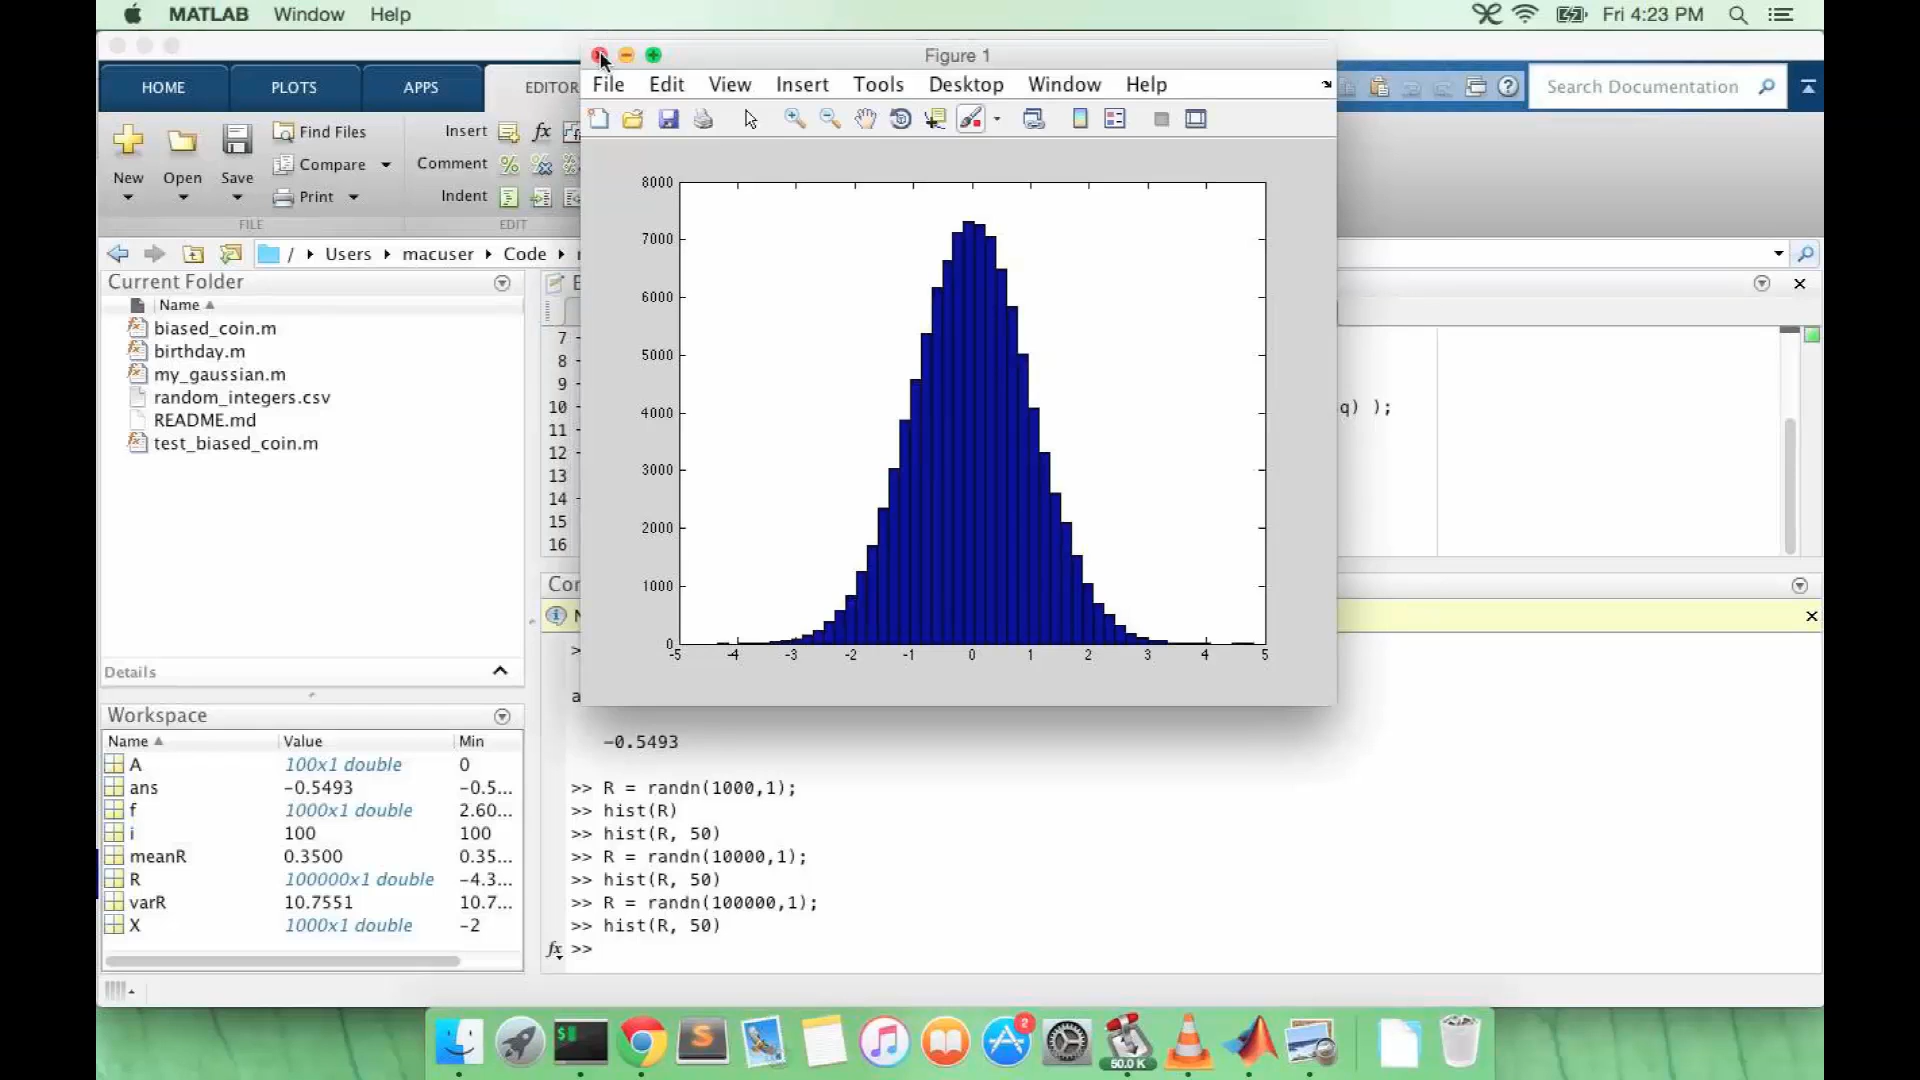 MATLAB Window Help Fri 4:23 PM
Figure 1
HOME PLOTS APPS EDITOR
File Edit View Insert Tools Desktop Window Help
Search Documentation
New Open Save
Find Files
Compare
Print
Insert fx
Comment
Indent
FILE EDIT
/ Users macuser Code
Current Folder
Name
biased_coin.m
birthday.m
my_gaussian.m
random_integers.csv
README.md
test_biased_coin.m
Details
7
8
9
10 q) );
11
12
13
14
15
16
8000
7000
6000
5000
4000
3000
2000
1000
0
-5 -4 -3 -2 -1 0 1 2 3 4 5
Workspace
Name Value Min
A 100x1 double 0
ans -0.5493 -0.5...
f 1000x1 double 2.60...
i 100 100
meanR 0.3500 0.35...
R 100000x1 double -4.3...
varR 10.7551 10.7...
X 1000x1 double -2
-0.5493
>> R = randn(1000,1);
>> hist(R)
>> hist(R, 50)
>> R = randn(10000,1);
>> hist(R, 50)
>> R = randn(100000,1);
>> hist(R, 50)
fx >>
2
50.0 K